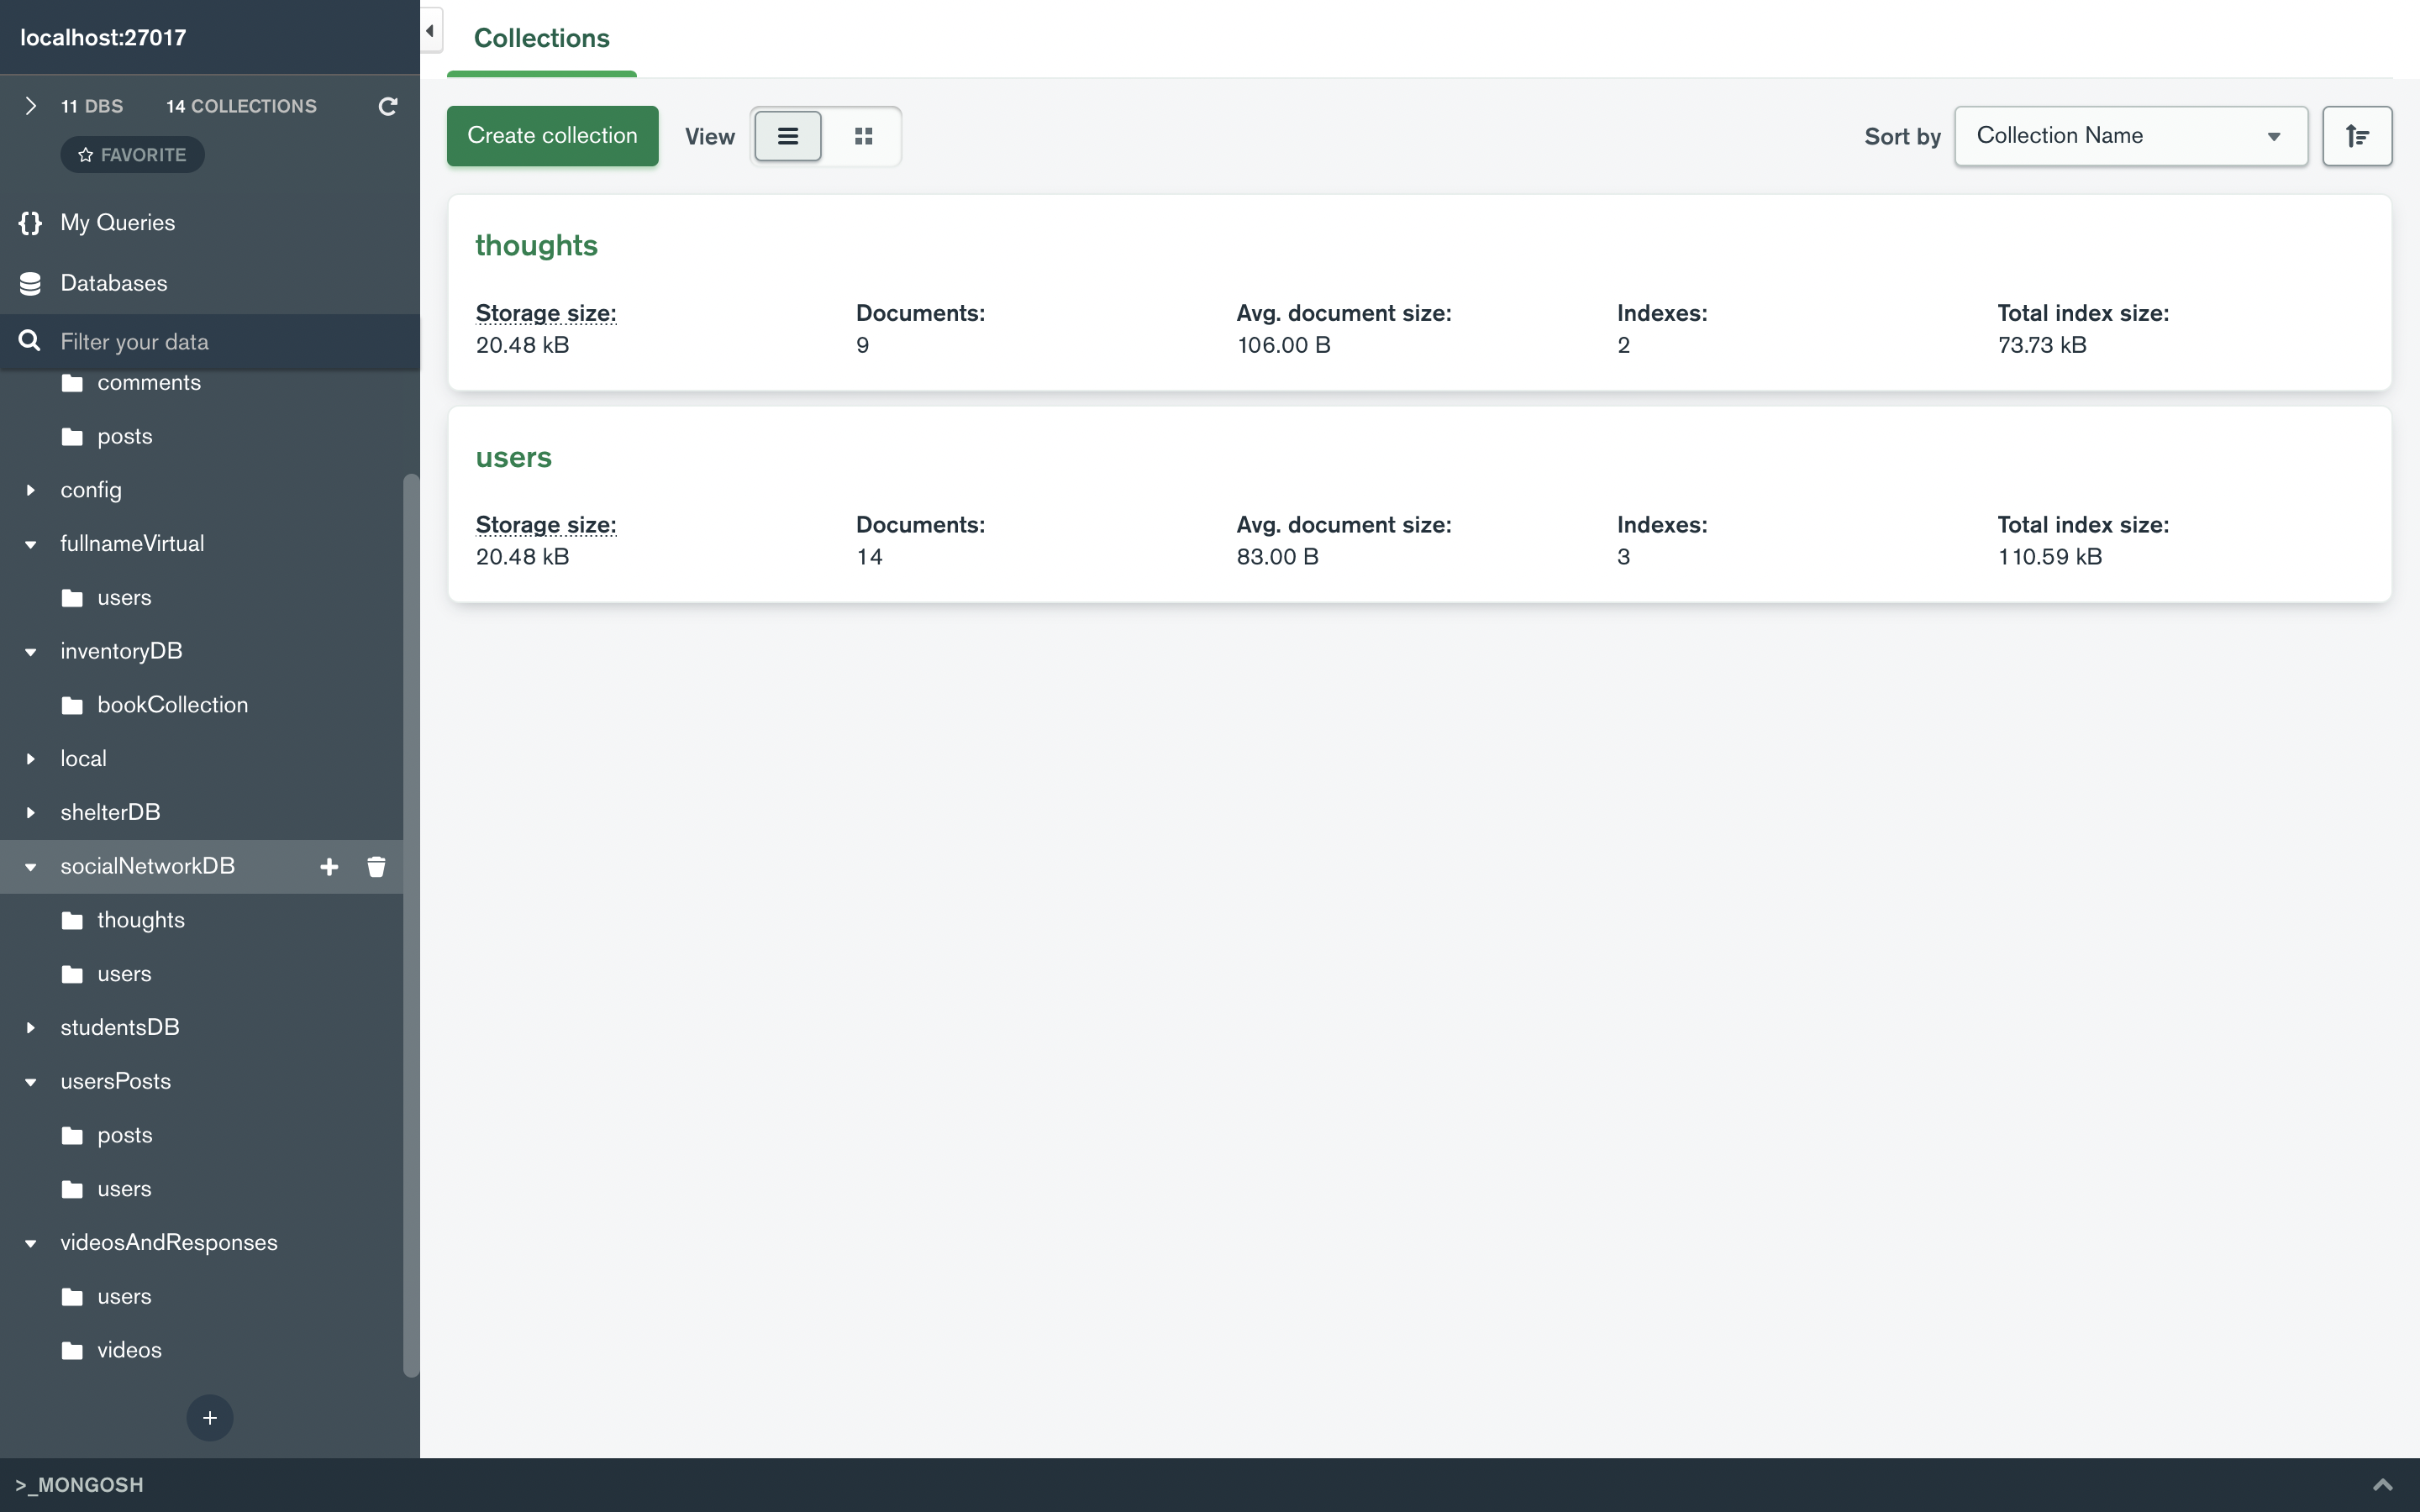 localhost:27017
11 DBS 14 COLLECTIONS
FAVORITE
{} My Queries
Databases
Filter your data
comments
posts
config
fullnameVirtual
users
inventoryDB
bookCollection
local
shelterDB
socialNetworkDB
thoughts
users
studentsDB
usersPosts
posts
users
videosAndResponses
users
videos
>_MONGOSH
Collections
Create collection View Sort by Collection Name
thoughts
Storage size: Documents: Avg. document size: Indexes: Total index size:
20.48 kB 9 106.00 B 2 73.73 kB
users
Storage size: Documents: Avg. document size: Indexes: Total index size:
20.48 kB 14 83.00 B 3 110.59 kB